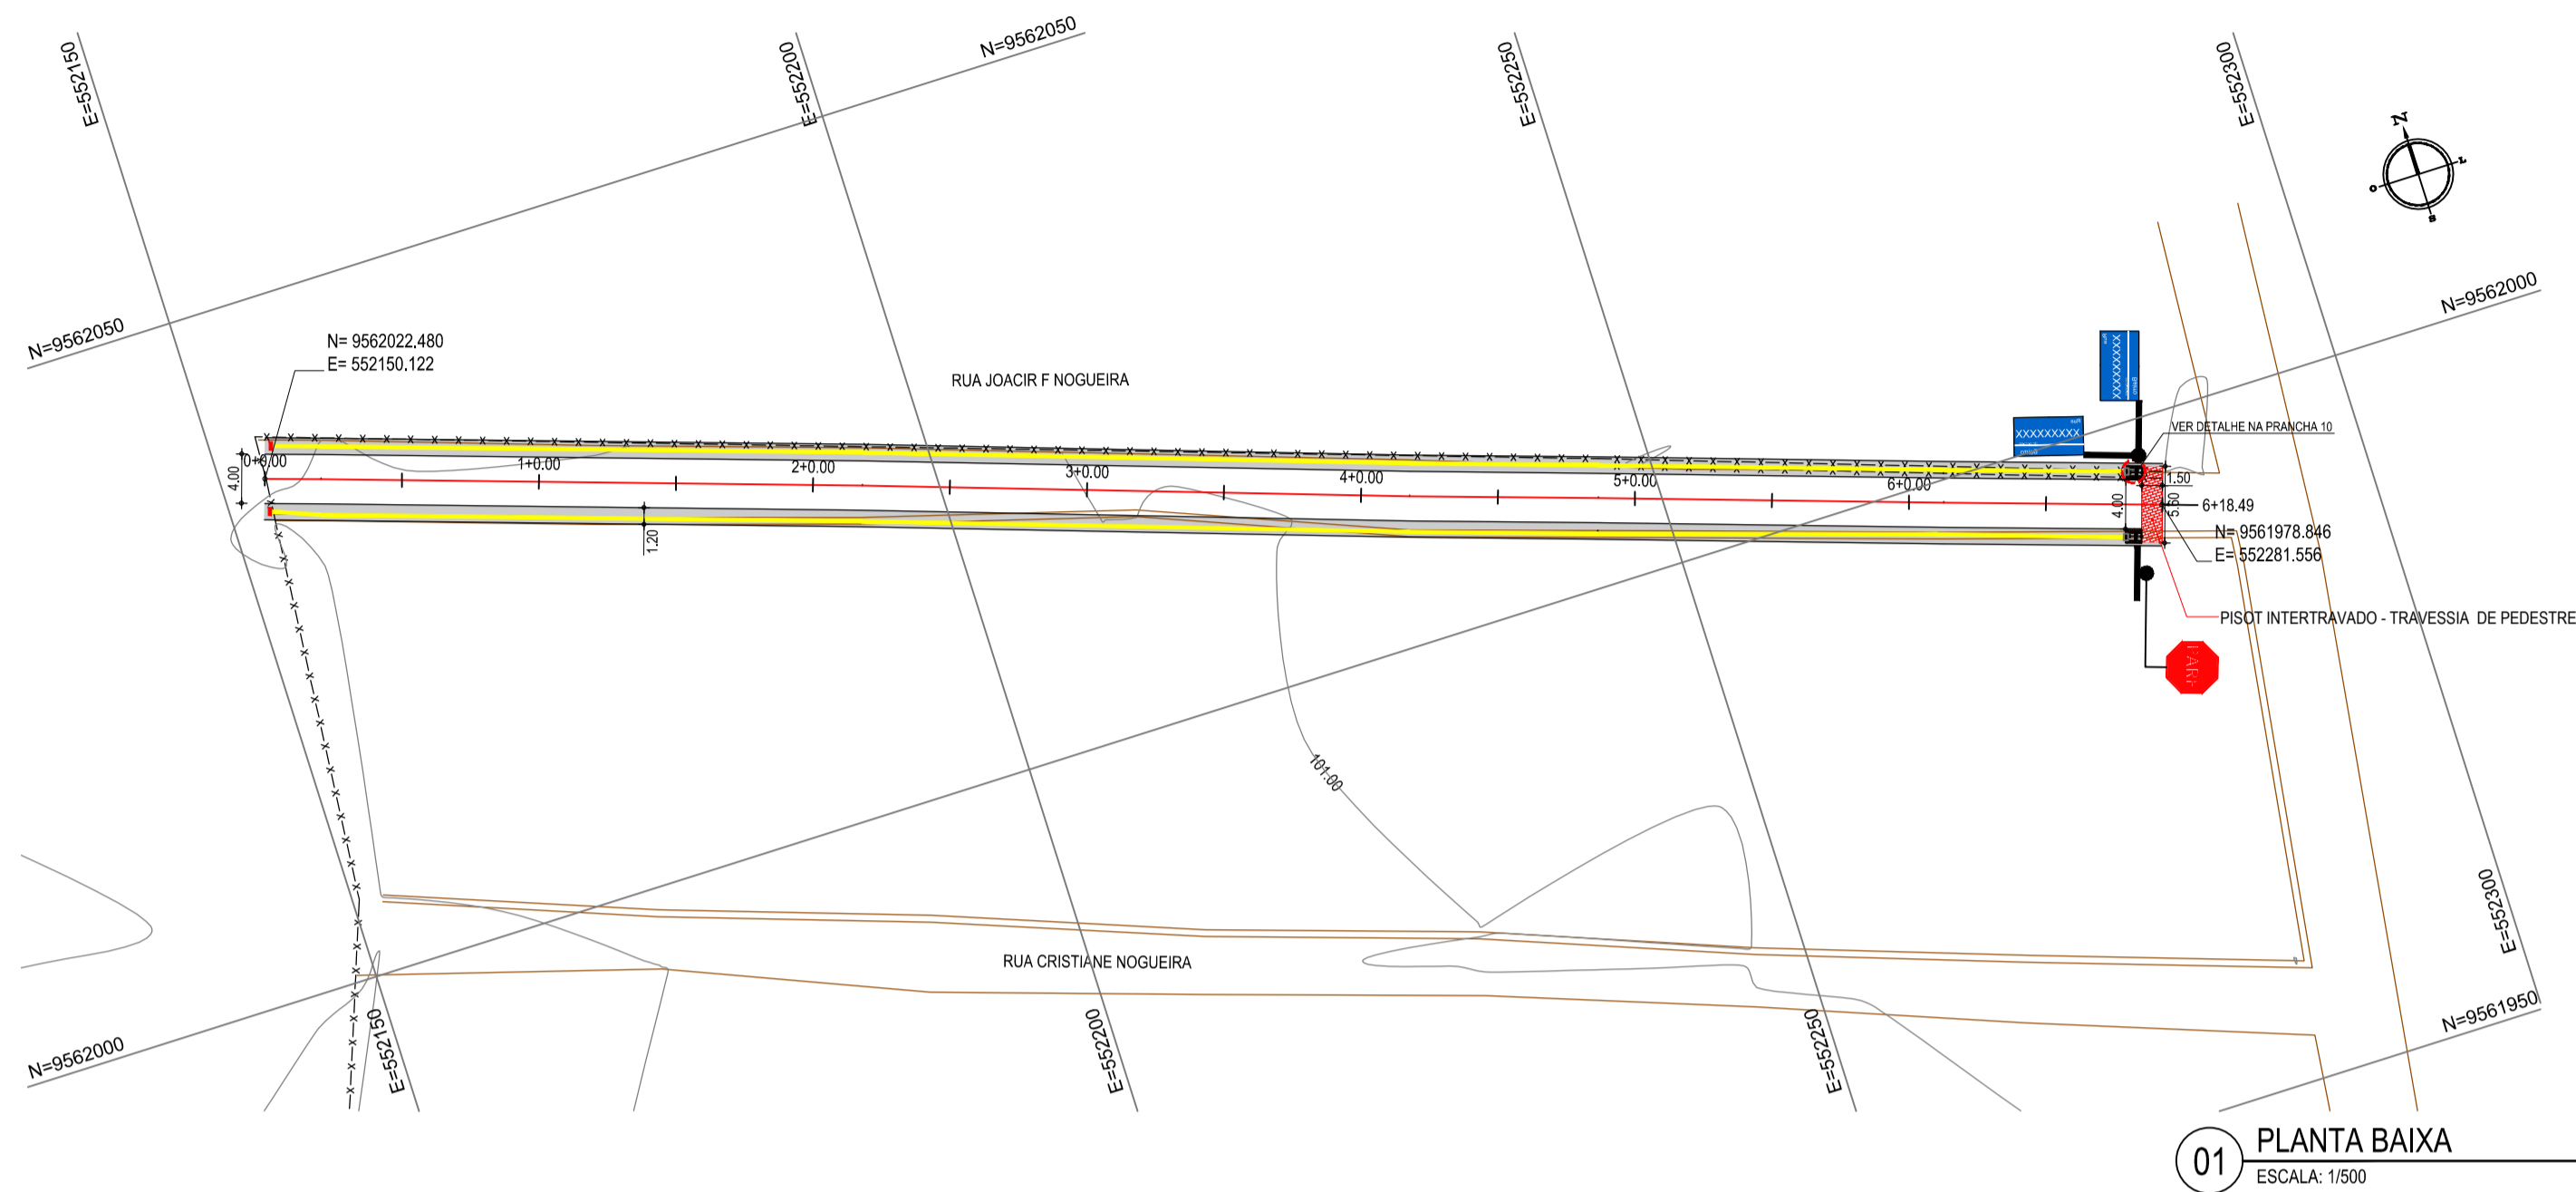 E=552150
E=552200
N=9562050
E=552250
E=552300
N
L
O
S
N=9562050
N= 9562022.480
E= 552150.122
RUA JOACIR F NOGUEIRA
N=9562000
XXXXXXXXX
XXXXXXXXX
VER DETALHE NA PRANCHA 10
4.00
0+0.00
1+0.00
2+0.00
3+0.00
4+0.00
5+0.00
6+0.00
1.50
4.00
5.60
6+18.49
1.20
N= 9561978.846
E= 552281.556
PISOT INTERTRAVADO - TRAVESSIA DE PEDESTRE
PARE
101.00
RUA CRISTIANE NOGUEIRA
E=552300
N=9562000
E=552150
E=552200
E=552250
N=9561950
01
PLANTA BAIXA
ESCALA: 1/500